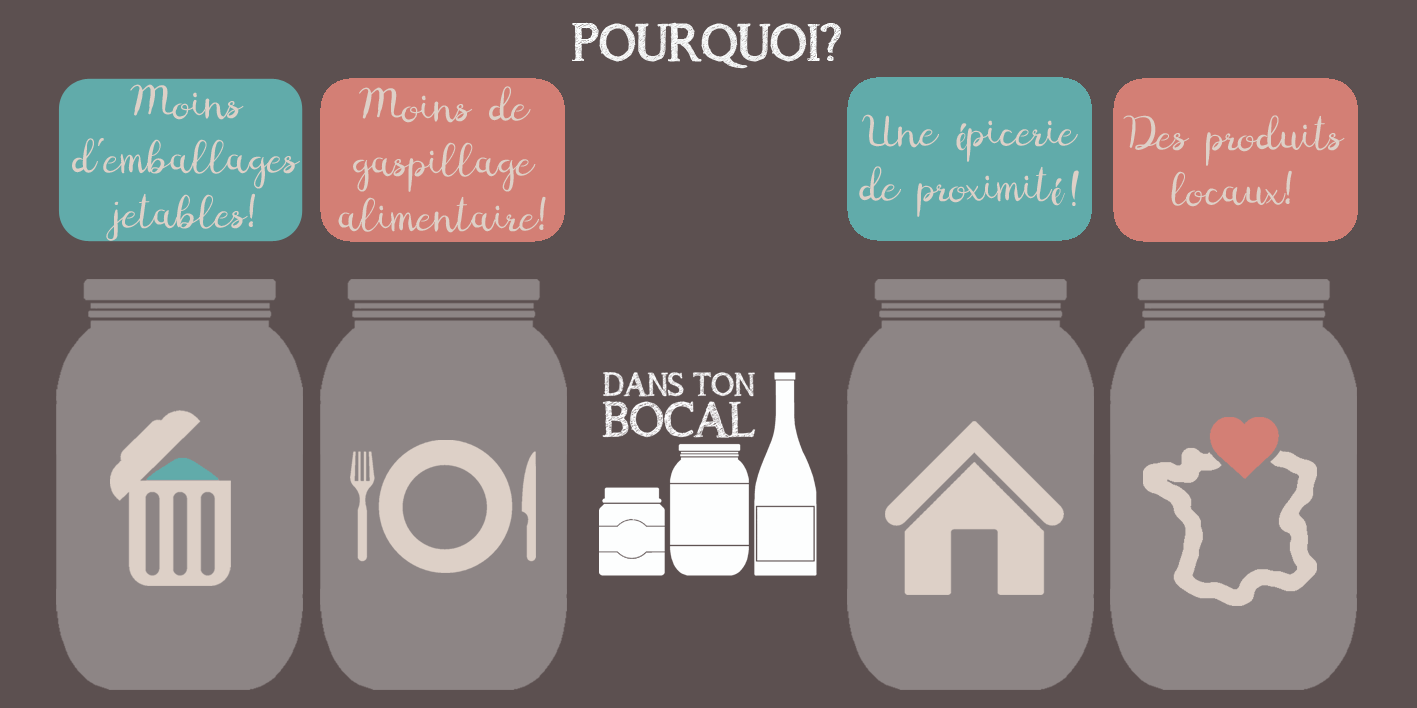 POURQUOI?
Moins
d'emballages
jetables!
Moins de
gaspillage
alimentaire!
Une épicerie
de proximité!
Des produits
locaux!
DANS TON
BOCAL